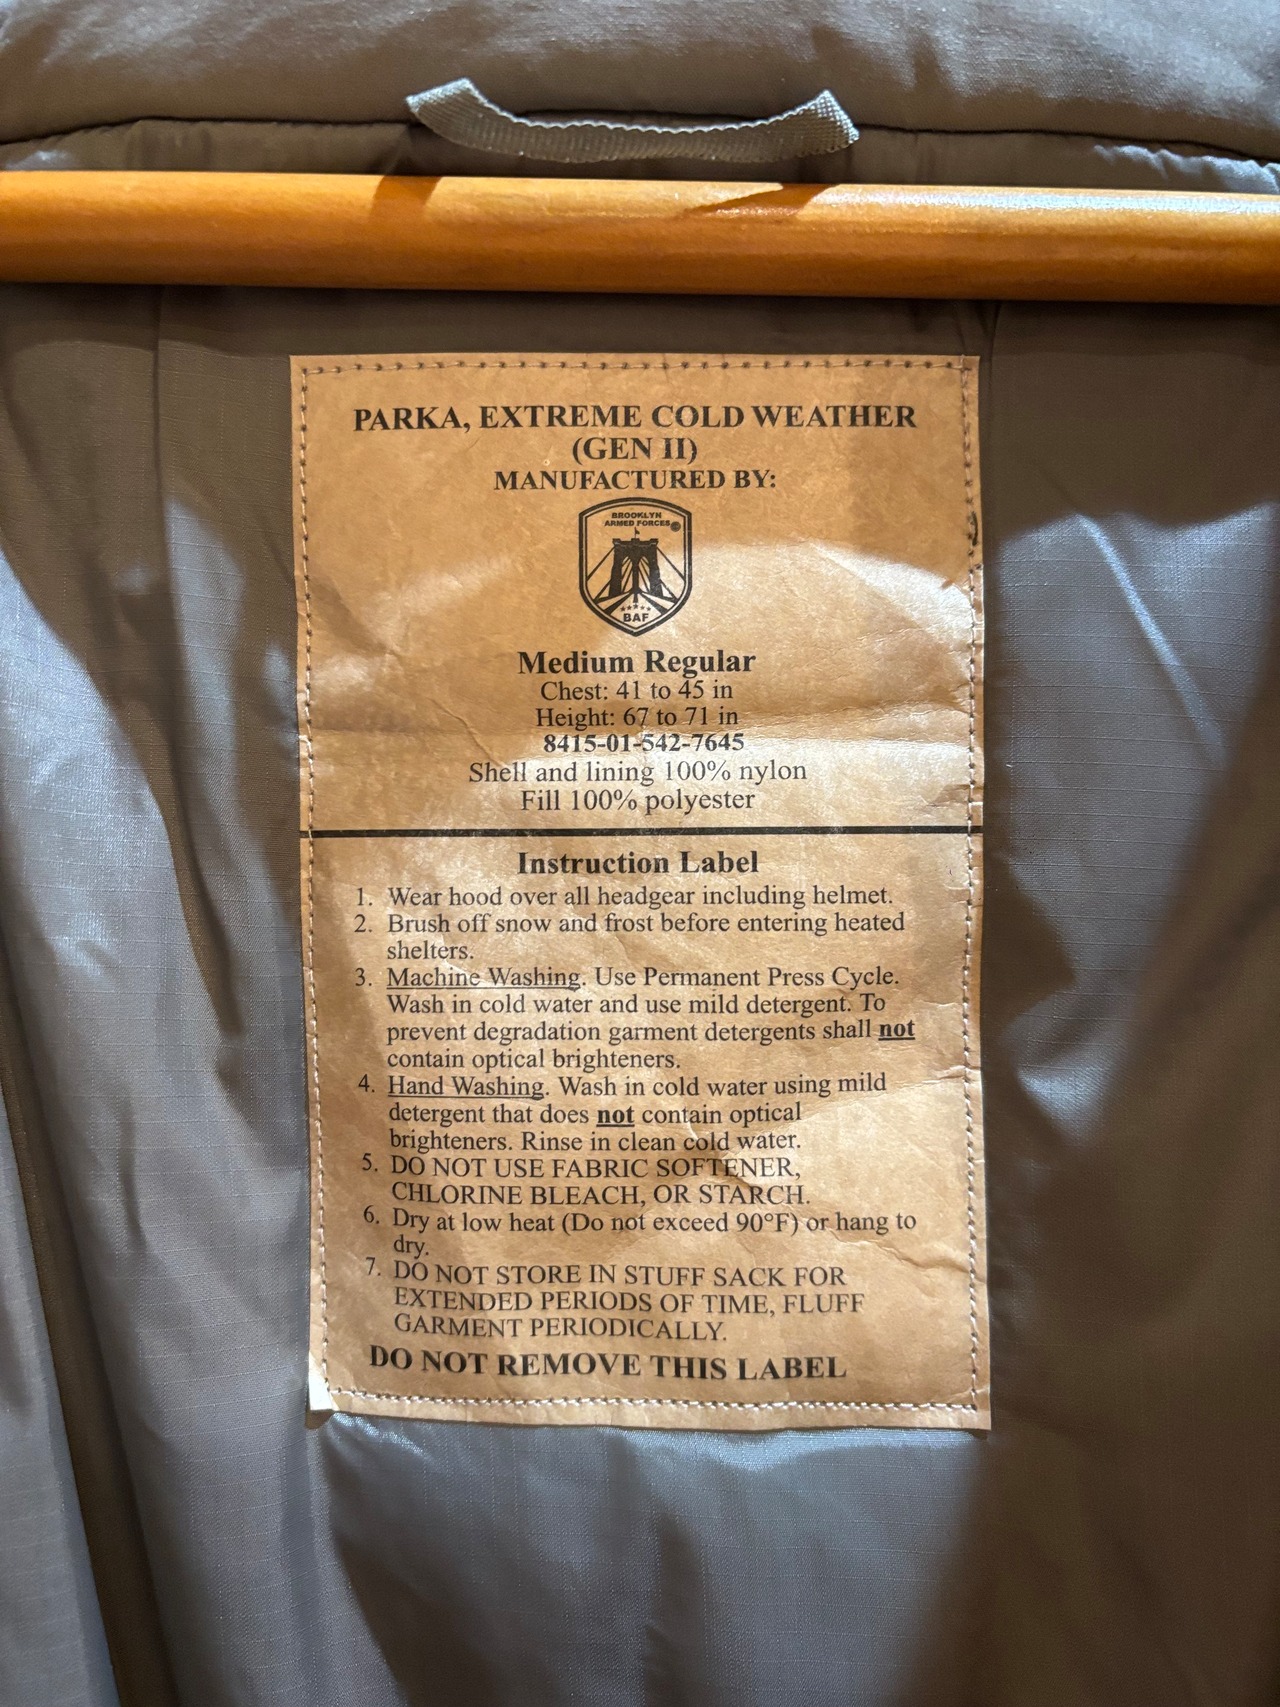 PARKA, EXTREME COLD WEATHER
(GEN II)
MANUFACTURED BY:
BROOKLYN
ARMED FORCES
BAF
Medium Regular
Chest: 41 to 45 in
Height: 67 to 71 in
8415-01-542-7645
Shell and lining 100% nylon
Fill 100% polyester
Instruction Label
1. Wear hood over all headgear including helmet.
2. Brush off snow and frost before entering heated
shelters.
3. Machine Washing. Use Permanent Press Cycle.
Wash in cold water and use mild detergent. To
prevent degradation garment detergents shall not
contain optical brighteners.
4. Hand Washing. Wash in cold water using mild
detergent that does not contain optical
brighteners. Rinse in clean cold water.
5. DO NOT USE FABRIC SOFTENER,
CHLORINE BLEACH, OR STARCH.
6. Dry at low heat (Do not exceed 90°F) or hang to
dry.
7. DO NOT STORE IN STUFF SACK FOR
EXTENDED PERIODS OF TIME, FLUFF
GARMENT PERIODICALLY.
DO NOT REMOVE THIS LABEL